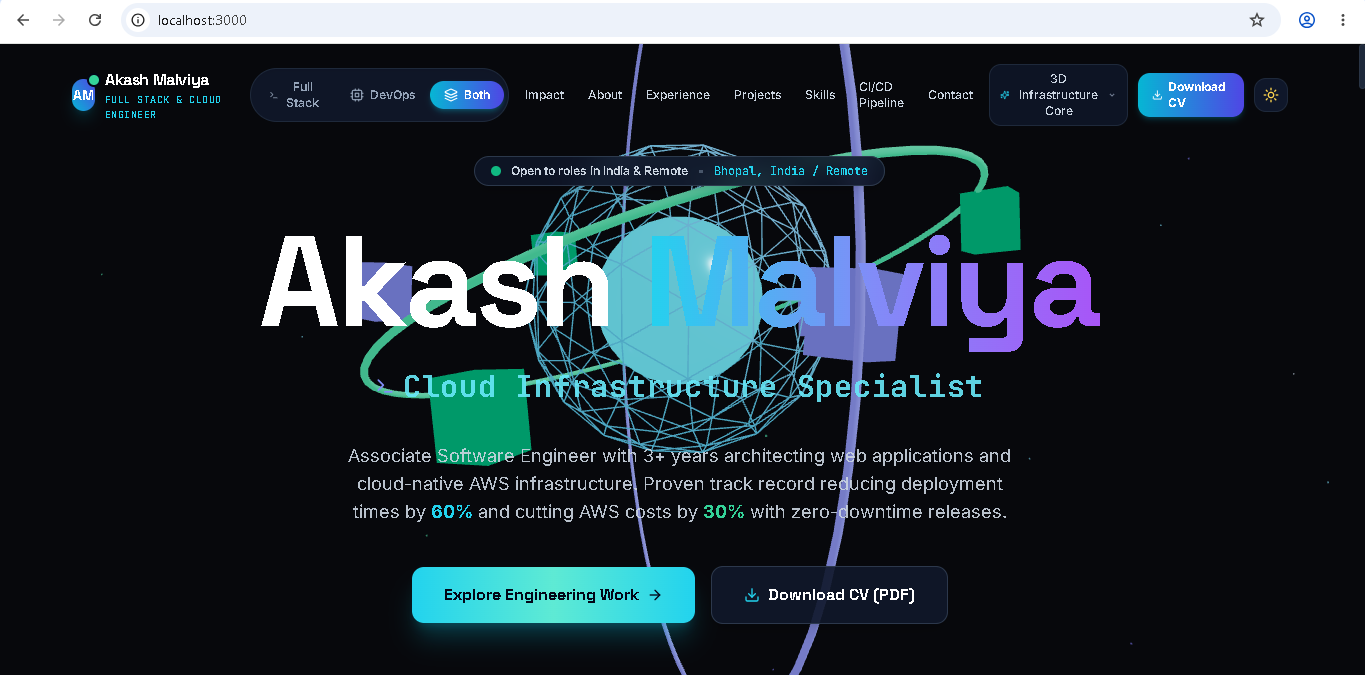 localhost:3000
AM
Akash Malviya
FULL STACK & CLOUD
ENGINEER
Full
Stack
DevOps
Both
Impact
About
Experience
Projects
Skills
CI/CD
Pipeline
Contact
3D
Infrastructure
Core
Download
CV
Open to roles in India & Remote • Bhopal, India / Remote
Akash Malviya
> Cloud Infrastructure Specialist
Associate Software Engineer with 3+ years architecting web applications and
cloud-native AWS infrastructure. Proven track record reducing deployment
times by 60% and cutting AWS costs by 30% with zero-downtime releases.
Explore Engineering Work →
Download CV (PDF)